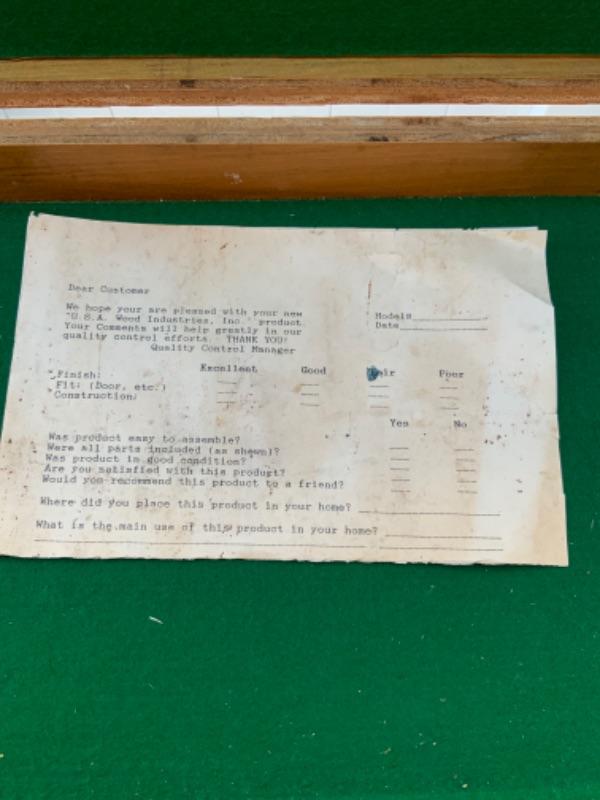 Dear Customer
We hope your are pleased with your new
"U.S.A. Wood Industries, Inc." product.
Your Comments will help greatly in our
quality control efforts. THANK YOU!
Quality Control Manager
Model#
Date
Excellent Good Fair Poor
Finish:
Fit: (Door, etc.)
Construction:
Yes No
Was product easy to assemble?
Were all parts included (as shown)?
Was product in good condition?
Are you satisfied with this product?
Would you recommend this product to a friend?
Where did you place this product in your home?
What is the main use of this product in your home?